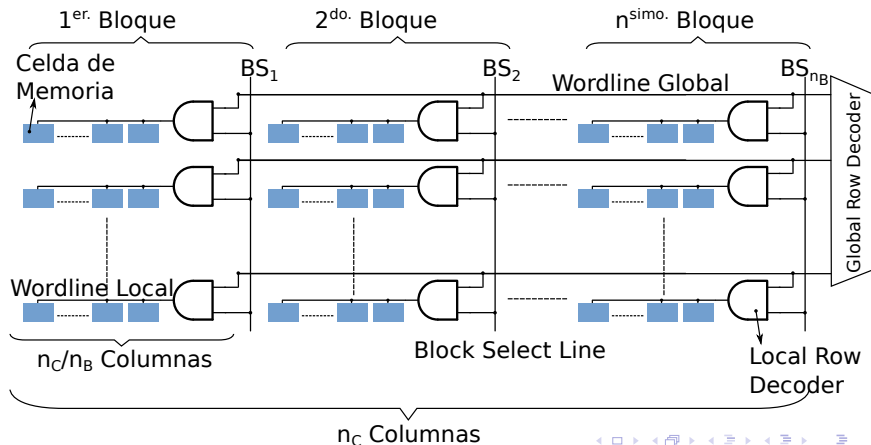 1er. Bloque
2do. Bloque
nsimo. Bloque
Celda de
Memoria
BS1
BS2
BSnB
Wordline Global
Global Row Decoder
Wordline Local
nC/nB Columnas
Block Select Line
Local Row
Decoder
nC Columnas